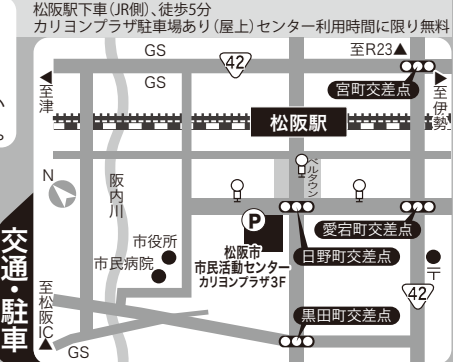 松阪駅下車(JR側)、徒歩5分
カリヨンプラザ駐車場あり(屋上)センター利用時間に限り無料
GS
42
至R23▲
GS
宮町交差点
▲至津
▲至伊勢
松阪駅
N
阪内川
ベルタウン
P
愛宕町交差点
市役所
市民病院
松阪市
市民活動センター
カリヨンプラザ3F
日野町交差点
〒
交通・駐車
至松阪IC▲
42
黒田町交差点
GS